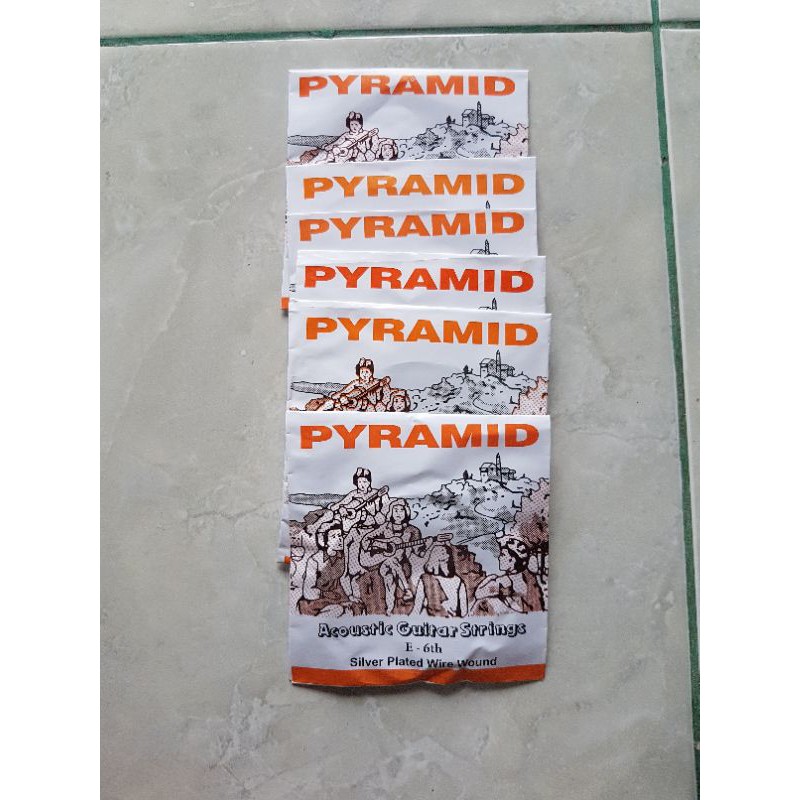 PYRAMID
PYRAMID
PYRAMID
PYRAMID
PYRAMID
PYRAMID
Acoustic Guitar Strings
E - 6th
Silver Plated Wire Wound